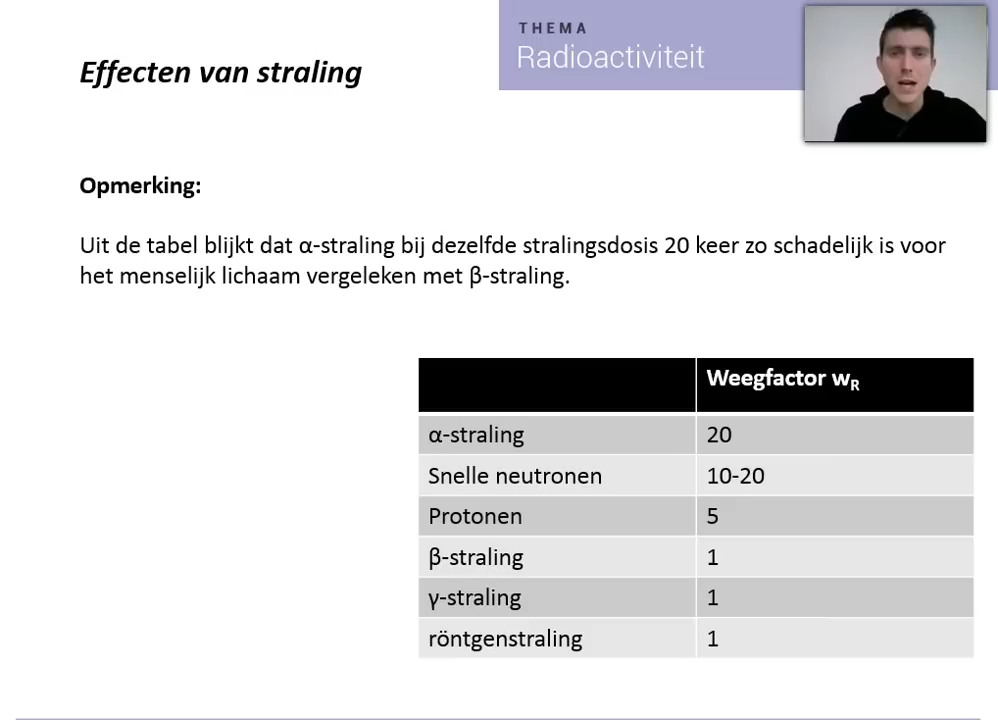 THEMA
Radioactiviteit
Effecten van straling
Opmerking:
Uit de tabel blijkt dat α-straling bij dezelfde stralingsdosis 20 keer zo schadelijk is voor
het menselijk lichaam vergeleken met β-straling.
Weegfactor wR
α-straling 20
Snelle neutronen 10-20
Protonen 5
β-straling 1
γ-straling 1
röntgenstraling 1